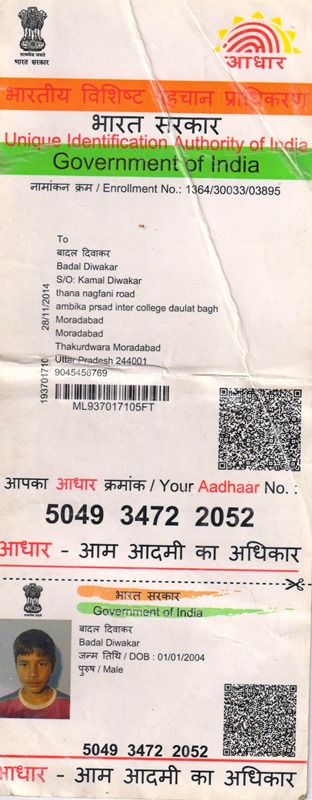 सत्यमेव जयते
भारत सरकार
आधार
भारतीय विशिष्ट पहचान प्राधिकरण
भारत सरकार
Unique Identification Authority of India
Government of India
नामांकन क्रम / Enrollment No.: 1364/30033/03895
To
बादल दिवाकर
Badal Diwakar
S/O: Kamal Diwakar
thana nagfani road
ambika prsad inter college daulat bagh
Moradabad
Moradabad
Thakurdwara Moradabad
Uttar Pradesh 244001
9045456769
28/11/2014
ML937017105FT
आपका आधार क्रमांक / Your Aadhaar No. :
5049 3472 2052
आधार - आम आदमी का अधिकार
भारत सरकार
Government of India
बादल दिवाकर
Badal Diwakar
जन्म तिथि / DOB : 01/01/2004
पुरुष / Male
5049 3472 2052
आधार - आम आदमी का अधिकार